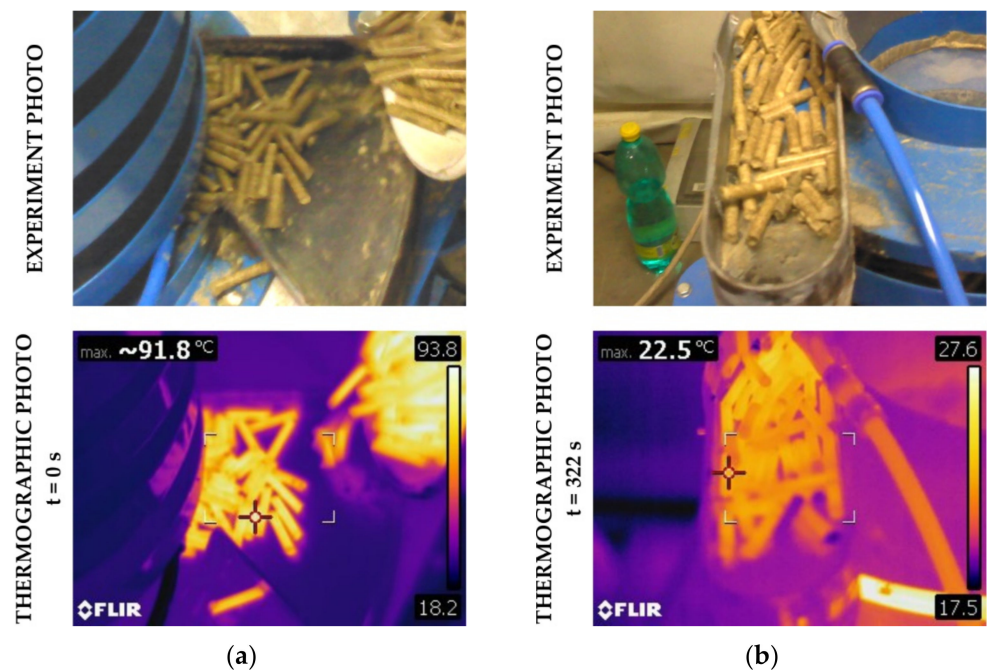 EXPERIMENT PHOTO
EXPERIMENT PHOTO
THERMOGRAPHIC PHOTO
t = 0 s
max. ~91.8 °C
93.8
18.2
FLIR
THERMOGRAPHIC PHOTO
t = 322 s
max. 22.5 °C
27.6
17.5
FLIR
(a)
(b)